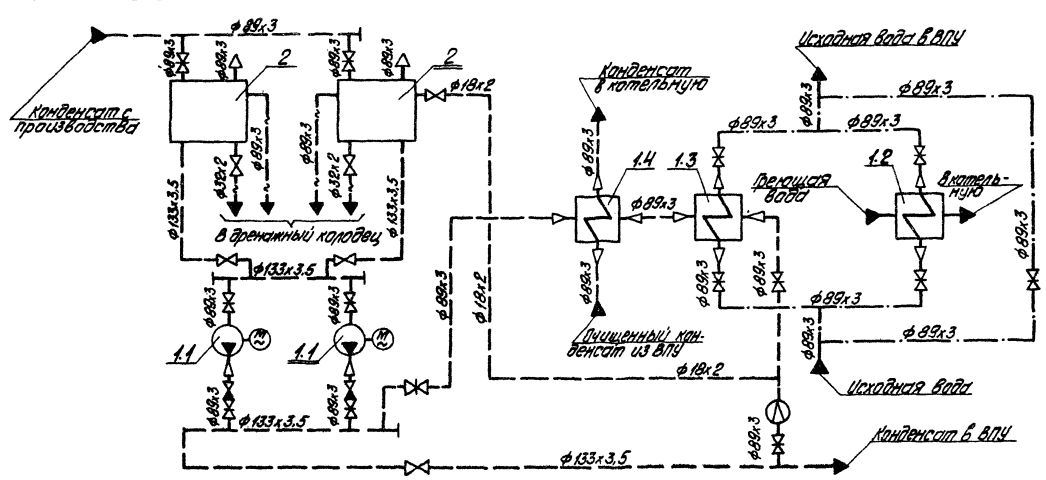 ф89х3
Исходная вода в ВПУ
ф89х3
ф89х3
2
ф89х3
ф89х3
2
ф18х2
Конденсат
в котельную
ф89х3
Конденсат с
производства
ф89х3
ф89х3
ф89х3
ф89х3
ф89х3
ф89х3
1.4
1.3
1.2
ф32х2
ф32х2
Греющая
вода
в котель-
ную
ф133х3,5
ф133х3,5
ф89х3
В дренажный колодец
ф89х3
ф133х3,5
ф89х3
ф18х2
ф89х3
ф89х3
ф89х3
ф89х3
ф89х3
ф89х3
1.1
М
1.1
М
Очищенный кон-
денсат из ВПУ
ф89х3
ф89х3
ф18х2
Исходная вода
ф89х3
ф89х3
ф133х3,5
ф89х3
Конденсат в ВПУ
ф133х3,5